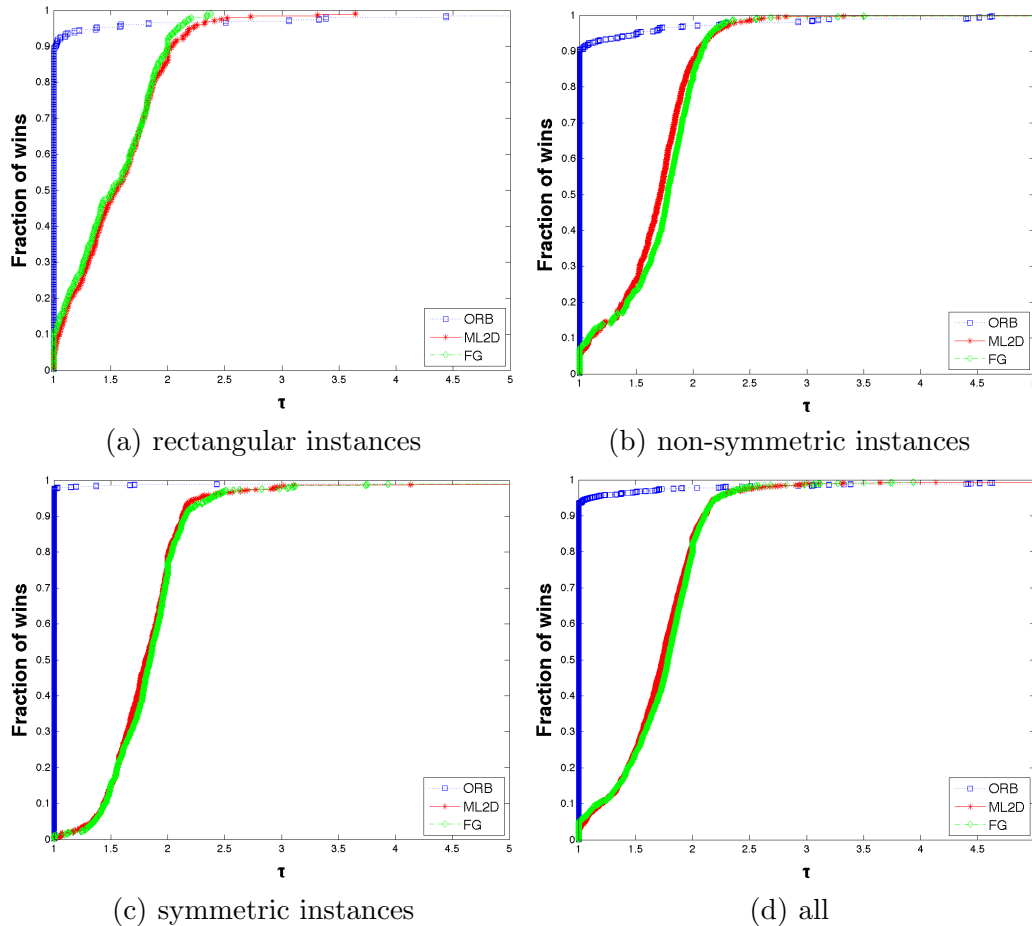 1
0.9
0.8
0.7
0.6
0.5
0.4
0.3
0.2
0.1
0
Fraction of wins
1 1.5 2 2.5 3 3.5 4 4.5 5
τ
ORB
ML2D
FG
(a) rectangular instances
1
0.9
0.8
0.7
0.6
0.5
0.4
0.3
0.2
0.1
0
Fraction of wins
1 1.5 2 2.5 3 3.5 4 4.5
τ
ORB
ML2D
FG
(b) non-symmetric instances
1
0.9
0.8
0.7
0.6
0.5
0.4
0.3
0.2
0.1
0
Fraction of wins
1 1.5 2 2.5 3 3.5 4 4.5 5
τ
ORB
ML2D
FG
(c) symmetric instances
1
0.9
0.8
0.7
0.6
0.5
0.4
0.3
0.2
0.1
0
Fraction of wins
1 1.5 2 2.5 3 3.5 4 4.5
τ
ORB
ML2D
FG
(d) all